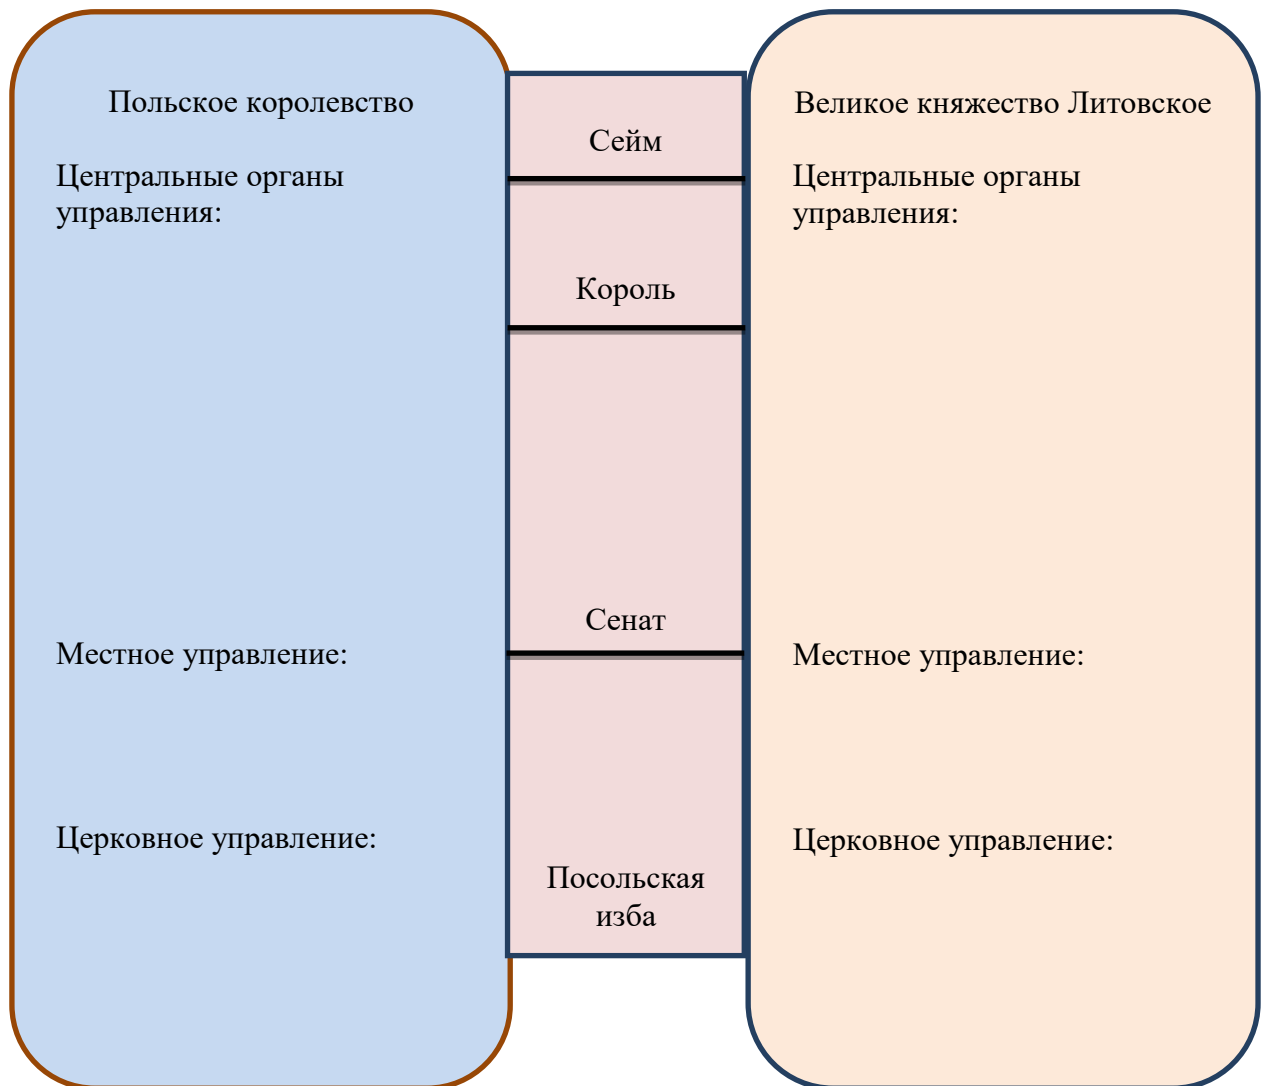 Польское королевство
Центральные органы
управления:
Местное управление:
Церковное управление:
Сейм
Король
Сенат
Посольская
изба
Великое княжество Литовское
Центральные органы
управления:
Местное управление:
Церковное управление: